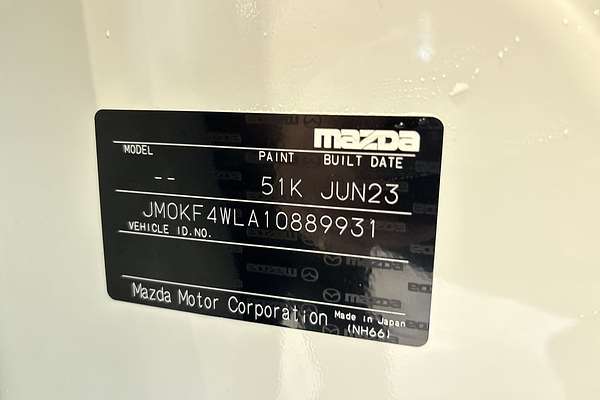 mazda
MODEL PAINT BUILT DATE
-- 51K JUN23
JM0KF4WLA10889931
VEHICLE ID.NO.
Mazda Motor Corporation Made in Japan
(NH66)